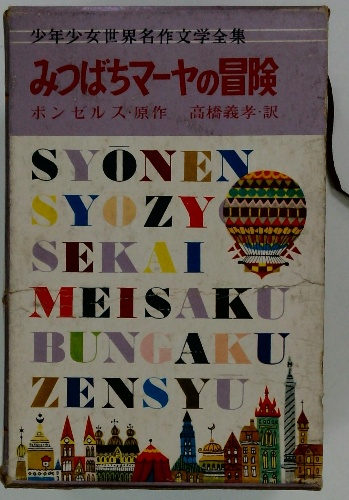 少年少女世界名作文学全集
みつばちマーヤの冒険
ボンゼルス・原作 高橋義孝・訳
SYŌNEN
SYOZYO
SEKAI
MEISAKU
BUNGAKU
ZENSYŪ